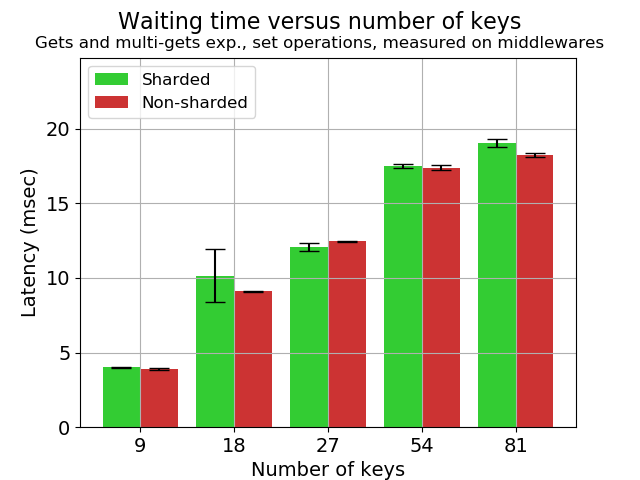 Waiting time versus number of keys
Gets and multi-gets exp., set operations, measured on middlewares
Sharded
Non-sharded
Latency (msec)
20
15
10
5
0
9 18 27 54 81
Number of keys